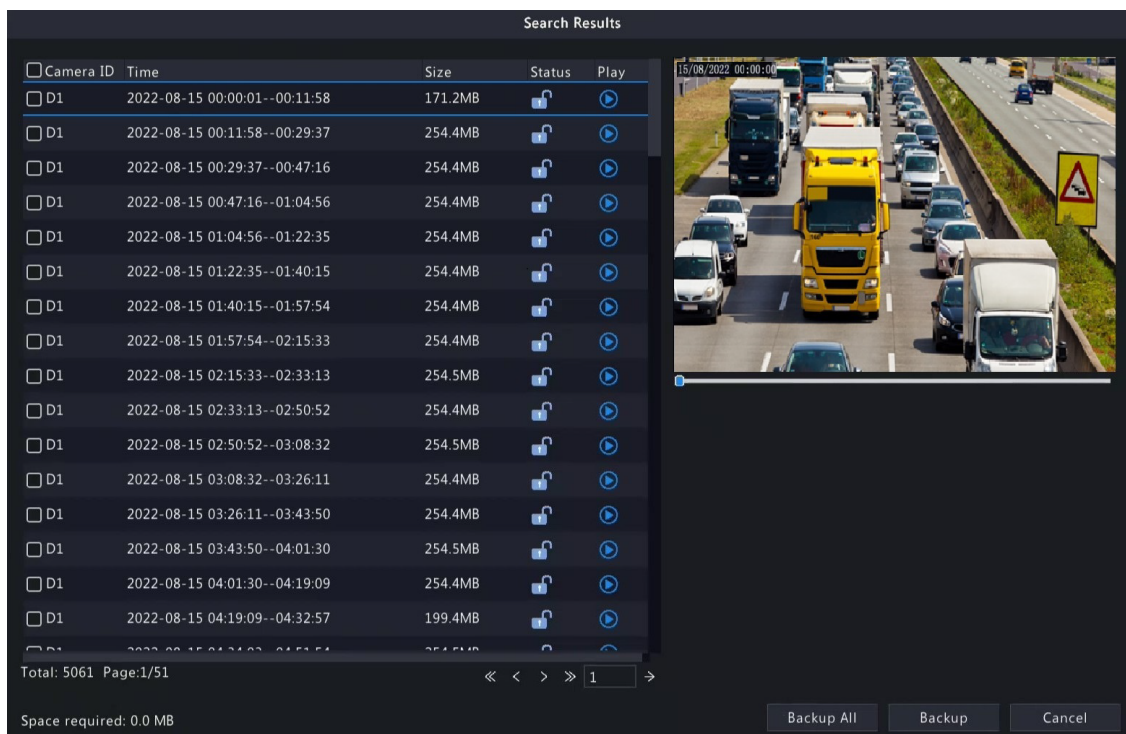 Search Results
Camera ID Time Size Status Play
D1 2022-08-15 00:00:01--00:11:58 171.2MB
D1 2022-08-15 00:11:58--00:29:37 254.4MB
D1 2022-08-15 00:29:37--00:47:16 254.4MB
D1 2022-08-15 00:47:16--01:04:56 254.4MB
D1 2022-08-15 01:04:56--01:22:35 254.4MB
D1 2022-08-15 01:22:35--01:40:15 254.4MB
D1 2022-08-15 01:40:15--01:57:54 254.4MB
D1 2022-08-15 01:57:54--02:15:33 254.4MB
D1 2022-08-15 02:15:33--02:33:13 254.5MB
D1 2022-08-15 02:33:13--02:50:52 254.4MB
D1 2022-08-15 02:50:52--03:08:32 254.5MB
D1 2022-08-15 03:08:32--03:26:11 254.4MB
D1 2022-08-15 03:26:11--03:43:50 254.4MB
D1 2022-08-15 03:43:50--04:01:30 254.5MB
D1 2022-08-15 04:01:30--04:19:09 254.4MB
D1 2022-08-15 04:19:09--04:32:57 199.4MB
15/08/2022 00:00:00
Total: 5061 Page:1/51
1
Space required: 0.0 MB
Backup All Backup Cancel